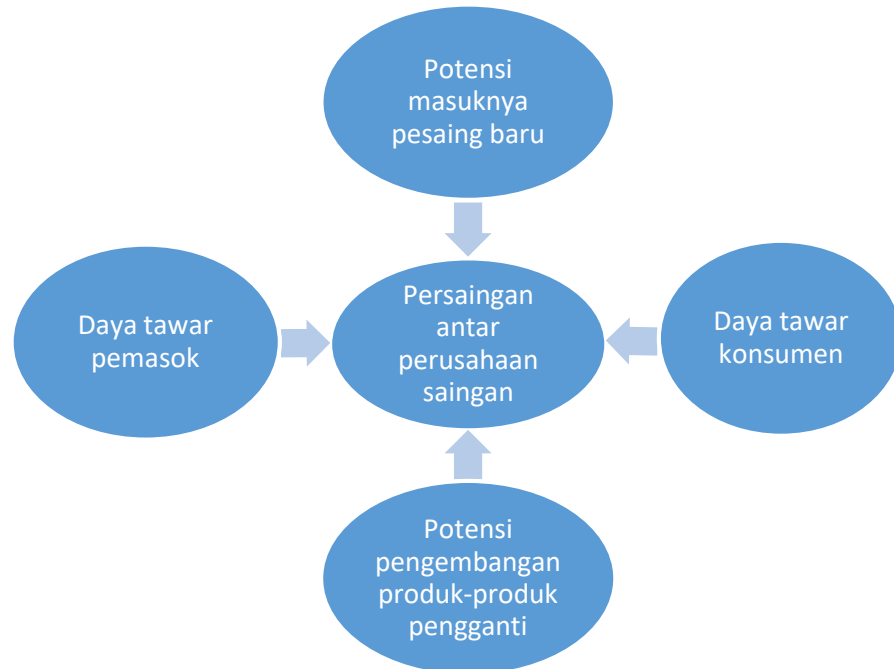 Potensi
masuknya
pesaing baru
Daya tawar
pemasok
Persaingan
antar
perusahaan
saingan
Daya tawar
konsumen
Potensi
pengembangan
produk-produk
pengganti